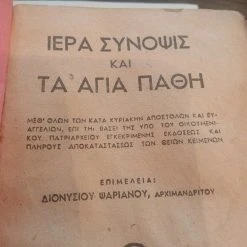 ΙΕΡΑ ΣΥΝΟΨΙΣ
ΚΑΙ
ΤΑ ΑΓΙΑ ΠΑΘΗ
ΜΕΘ' ΟΛΩΝ ΤΩΝ ΚΑΤΑ ΚΥΡΙΑΚΗΝ ΑΠΟΣΤΟΛΩΝ ΚΑΙ ΕΥ-
ΑΓΓΕΛΙΩΝ, ΕΠΙ ΤΗι ΒΑΣΕΙ ΤΗΣ ΥΠΟ ΤΟΥ ΟΙΚΟΥΜΕΝΙ-
ΚΟΥ ΠΑΤΡΙΑΡΧΕΙΟΥ ΕΓΚΕΚΡΙΜΕΝΗΣ ΕΚΔΟΣΕΩΣ ΚΑΙ
ΠΛΗΡΟΥΣ ΑΠΟΚΑΤΑΣΤΑΣΕΩΣ ΤΩΝ ΘΕΙΩΝ ΚΕΙΜΕΝΩΝ
ΕΠΙΜΕΛΕΙΑ:
ΔΙΟΝΥΣΙΟΥ ΨΑΡΙΑΝΟΥ, ΑΡΧΙΜΑΝΔΡΙΤΟΥ